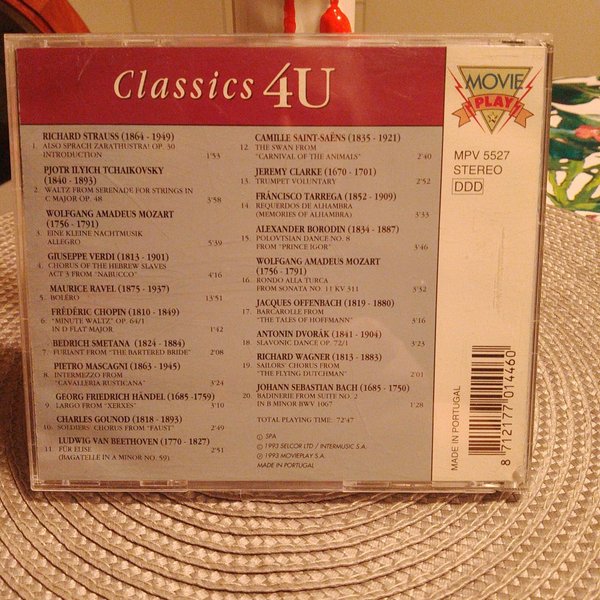 Classics 4U
RICHARD STRAUSS (1864 - 1949)
1. ALSO SPRACH ZARATHUSTRA! OP. 30
INTRODUCTION 1'53
PJOTR ILYICH TCHAIKOVSKY
(1840 - 1893)
2. WALTZ FROM SERENADE FOR STRINGS IN
C MAJOR OP. 48 3'58
WOLFGANG AMADEUS MOZART
(1756 - 1791)
3. EINE KLEINE NACHTMUSIK
ALLEGRO 5'39
GIUSEPPE VERDI (1813 - 1901)
4. CHORUS OF THE HEBREW SLAVES
ACT 3 FROM "NABUCCO" 4'16
MAURICE RAVEL (1875 - 1937)
5. BOLÉRO 13'51
FRÉDÉRIC CHOPIN (1810 - 1849)
6. "MINUTE WALTZ" OP. 64/1
IN D FLAT MAJOR 1'42
BEDRICH SMETANA (1824 - 1884)
7. FURIANT FROM "THE BARTERED BRIDE" 2'08
PIETRO MASCAGNI (1863 - 1945)
8. INTERMEZZO FROM
"CAVALLERIA RUSTICANA" 3'24
GEORG FRIEDRICH HÄNDEL (1685 - 1759)
9. LARGO FROM "XERXES" 3'10
CHARLES GOUNOD (1818 - 1893)
10. SOLDIERS' CHORUS FROM "FAUST" 2'49
LUDWIG VAN BEETHOVEN (1770 - 1827)
11. FÜR ELISE 2'51
(BAGATELLE IN A MINOR NO. 59)
CAMILLE SAINT-SAËNS (1835 - 1921)
12. THE SWAN FROM
"CARNIVAL OF THE ANIMALS" 2'40
JEREMY CLARKE (1670 - 1701)
13. TRUMPET VOLUNTARY 2'52
FRÁNCISCO TARREGA (1852 - 1909)
14. REQUERDOS DE ALHAMBRA
(MEMORIES OF ALHAMBRA) 3'33
ALEXANDER BORODIN (1834 - 1887)
15. POLOVTSIAN DANCE NO. 8
FROM "PRINCE IGOR" 3'46
WOLFGANG AMADEUS MOZART
(1756 - 1791)
16. RONDO ALLA TURCA
FROM SONATA NO. 11 KV 311 3'32
JACQUES OFFENBACH (1819 - 1880)
17. BARCAROLLE FROM
"THE TALES OF HOFFMANN" 3'16
ANTONIN DVORÁK (1841 - 1904)
18. SLAVONIC DANCE OP. 72/1 3'23
RICHARD WAGNER (1813 - 1883)
19. SAILORS' CHORUS FROM
"THE FLYING DUTCHMAN" 2'01
JOHANN SEBASTIAN BACH (1685 - 1750)
20. BADINERIE FROM SUITE NO. 2
IN B MINOR BWV 1067 1'28
TOTAL PLAYING TIME: 72'47
SPA
© 1993 SELCOR LTD / INTERMUSIC S.A.
℗ 1993 MOVIEPLAY S.A.
MADE IN PORTUGAL
MOVIE
PLAY
MPV 5527
STEREO
DDD
MADE IN PORTUGAL
8 712177 014460